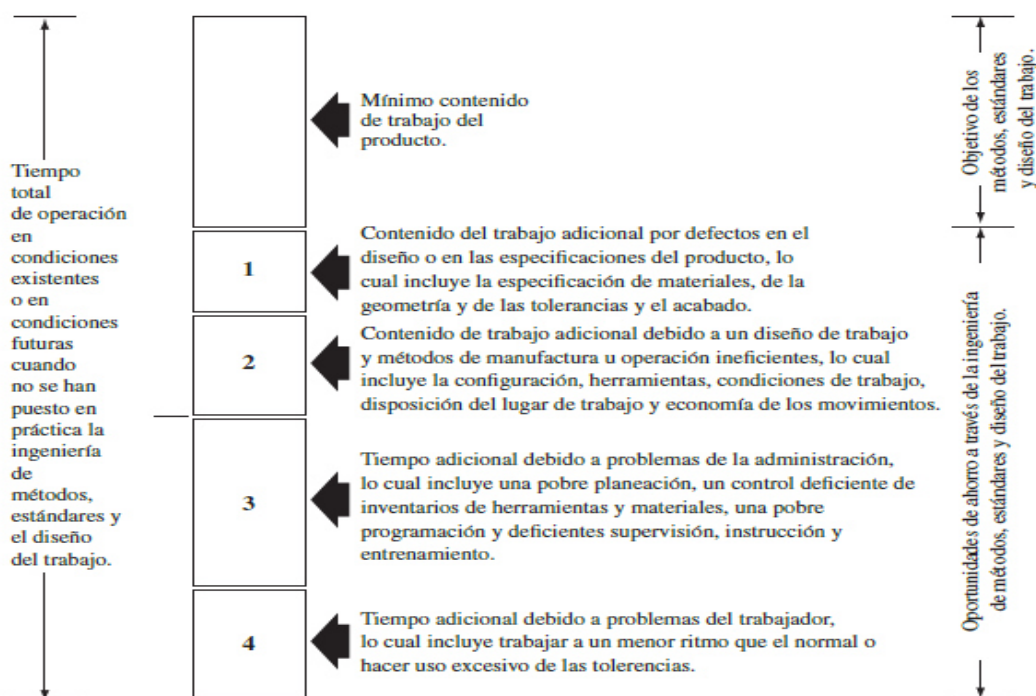 Tiempo
total
de operación
en
condiciones
existentes
o en
condiciones
futuras
cuando
no se han
puesto en
práctica la
ingeniería
de
métodos,
estándares y
el diseño
del trabajo.
Mínimo contenido
de trabajo del
producto.
1
Contenido del trabajo adicional por defectos en el
diseño o en las especificaciones del producto, lo
cual incluye la especificación de materiales, de la
geometría y de las tolerancias y el acabado.
2
Contenido de trabajo adicional debido a un diseño de trabajo
y métodos de manufactura u operación ineficientes, lo cual
incluye la configuración, herramientas, condiciones de trabajo,
disposición del lugar de trabajo y economía de los movimientos.
3
Tiempo adicional debido a problemas de la administración,
lo cual incluye una pobre planeación, un control deficiente de
inventarios de herramientas y materiales, una pobre
programación y deficientes supervisión, instrucción y
entrenamiento.
4
Tiempo adicional debido a problemas del trabajador,
lo cual incluye trabajar a un menor ritmo que el normal o
hacer uso excesivo de las tolerencias.
Objetivo de los
métodos, estándares
y diseño del trabajo.
Oportunidades de ahorro a través de la ingeniería
de métodos, estándares y diseño del trabajo.